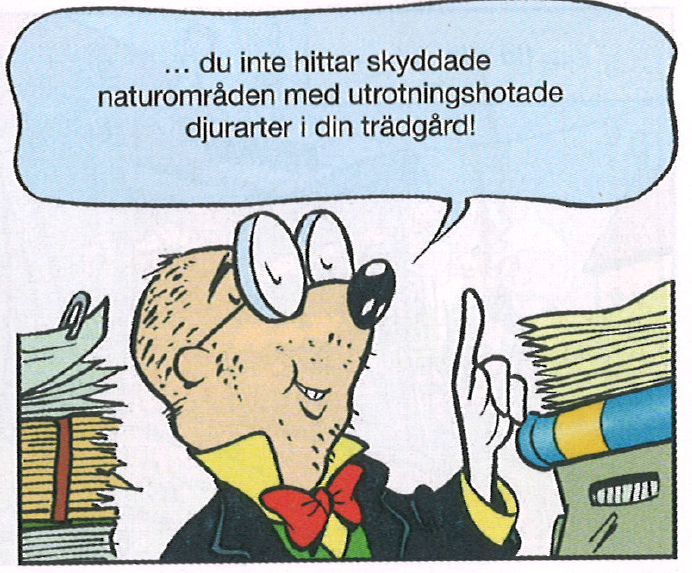 ... du inte hittar skyddade
naturområden med utrotningshotade
djurarter i din trädgård!